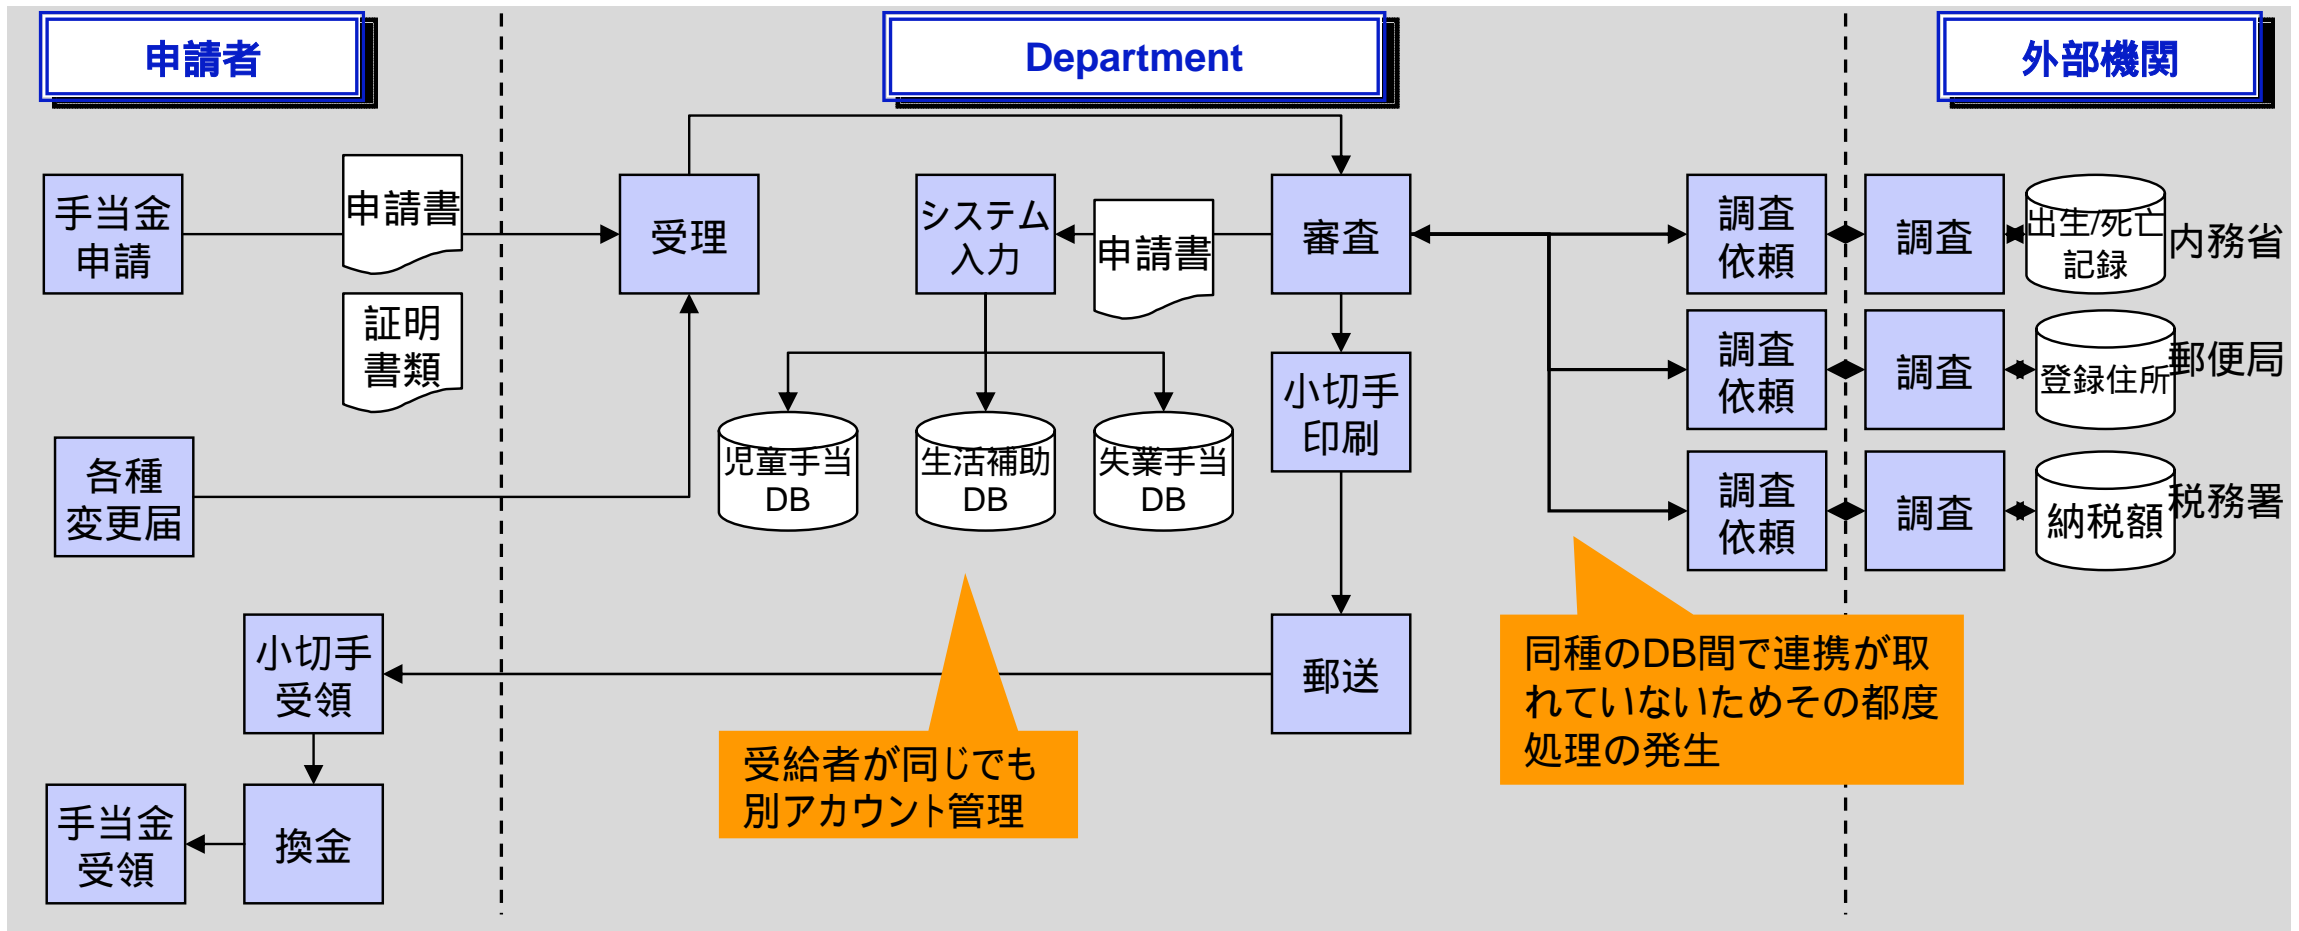 申請者
Department
外部機関
手当金
申請
申請書
証明
書類
受理
システム
入力
申請書
審査
調査
依頼
調査
出生/死亡
記録
内務省
調査
依頼
調査
登録住所
郵便局
調査
依頼
調査
納税額
税務署
各種
変更届
児童手当
DB
生活補助
DB
失業手当
DB
小切手
印刷
小切手
受領
郵送
同種のDB間で連携が取
れていないためその都度
処理の発生
受給者が同じでも
別アカウント管理
手当金
受領
換金